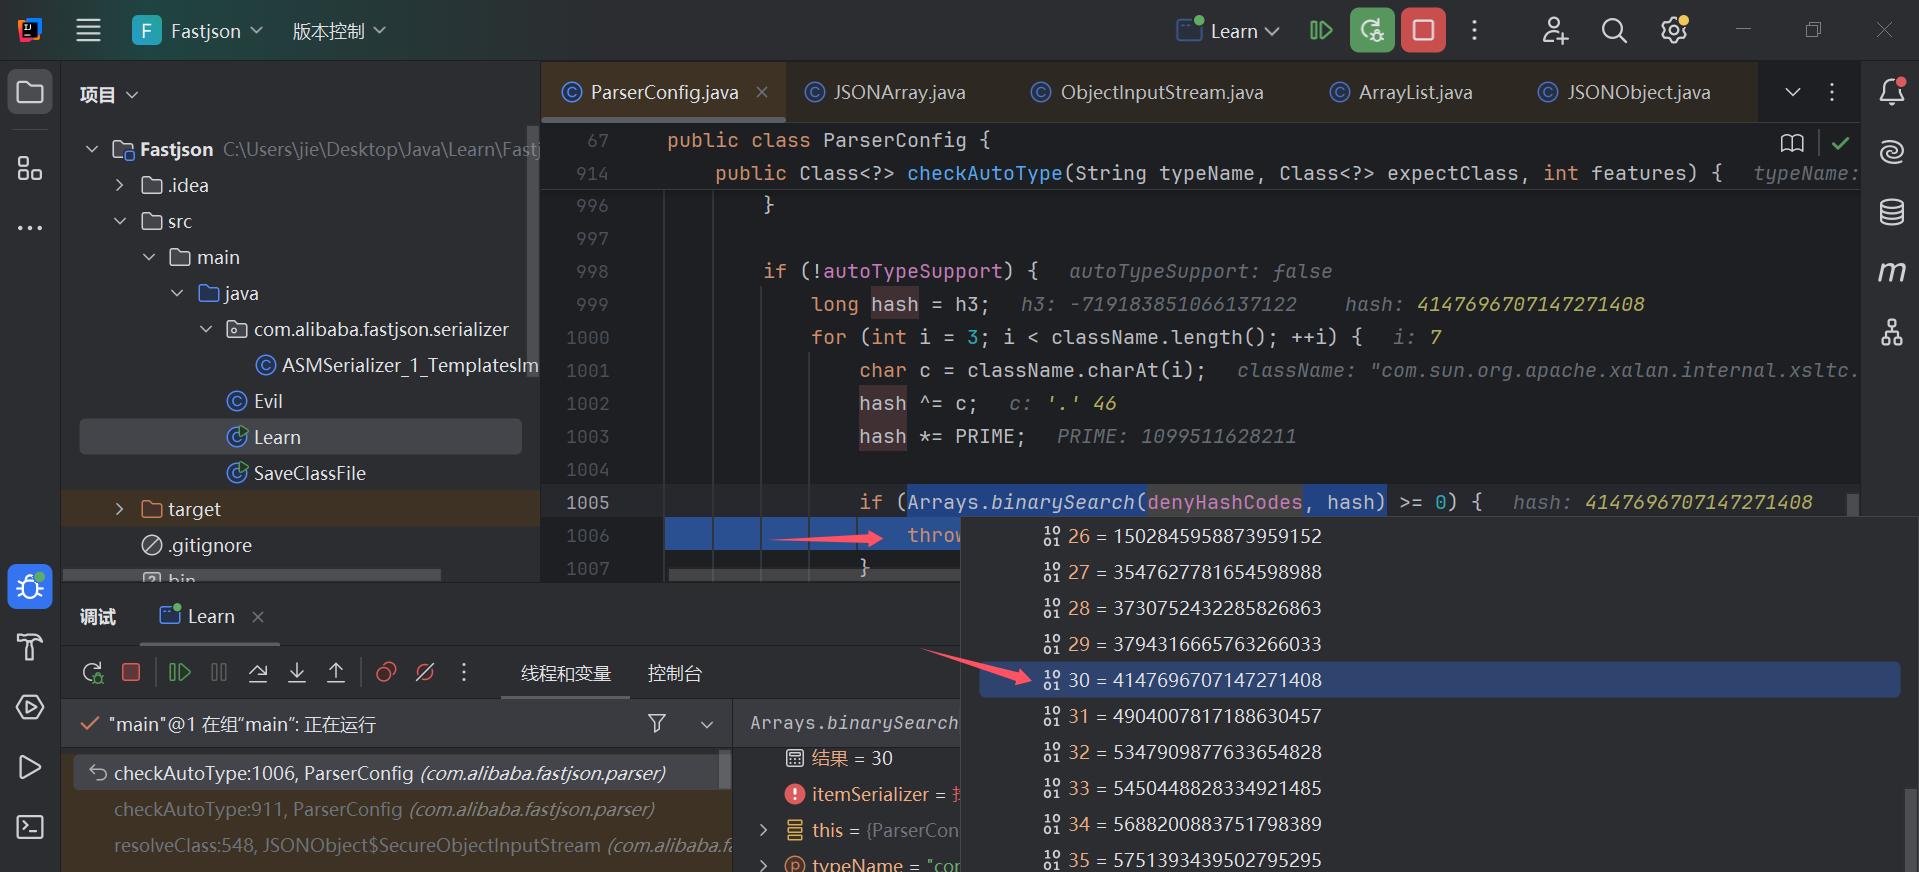 F Fastjson 版本控制 Learn
项目
ParserConfig.java JSONArray.java ObjectInputStream.java ArrayList.java JSONObject.java
Fastjson C:\Users\jie\Desktop\Java\Learn\Fastj
.idea
src
main
java
com.alibaba.fastjson.serializer
ASMSerializer_1_TemplatesIm
Evil
Learn
SaveClassFile
target
.gitignore
bin
67 public class ParserConfig {
914 public Class<?> checkAutoType(String typeName, Class<?> expectClass, int features) { typeName:
996 }
997
998 if (!autoTypeSupport) { autoTypeSupport: false
999 long hash = h3; h3: -719183851066137122 hash: 4147696707147271408
1000 for (int i = 3; i < className.length(); ++i) { i: 7
1001 char c = className.charAt(i); className: "com.sun.org.apache.xalan.internal.xsltc.
1002 hash ^= c; c: '.' 46
1003 hash *= PRIME; PRIME: 1099511628211
1004
1005 if (Arrays.binarySearch(denyHashCodes, hash) >= 0) { hash: 4147696707147271408
1006 throw
1007 }
26 = 1502845958873959152
27 = 3547627781654598988
28 = 3730752432285826863
29 = 3794316665763266033
30 = 4147696707147271408
31 = 4904007817188630457
32 = 5347909877633654828
33 = 5450448828334921485
34 = 5688200883751798389
35 = 5751393439502795295
调试 Learn
线程和变量 控制台
"main"@1 在组“main”: 正在运行
checkAutoType:1006, ParserConfig (com.alibaba.fastjson.parser)
checkAutoType:911, ParserConfig (com.alibaba.fastjson.parser)
resolveClass:548, JSONObject$SecureObjectInputStream (com.alibaba.fa
Arrays.binarySearch
结果 = 30
itemSerializer =
this = {ParserCon
typeName = "cor